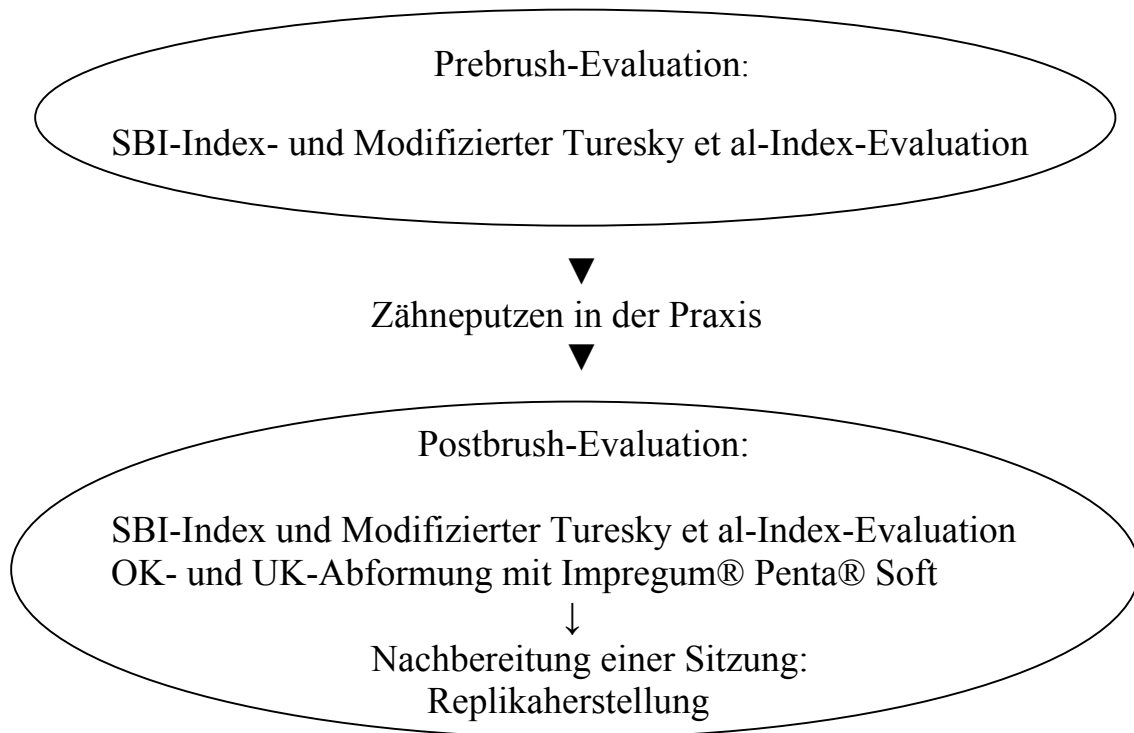 Prebrush-Evaluation:
SBI-Index- und Modifizierter Turesky et al-Index-Evaluation
▼
Zähneputzen in der Praxis
▼
Postbrush-Evaluation:
SBI-Index und Modifizierter Turesky et al-Index-Evaluation
OK- und UK-Abformung mit Impregum® Penta® Soft
↓
Nachbereitung einer Sitzung:
Replikaherstellung